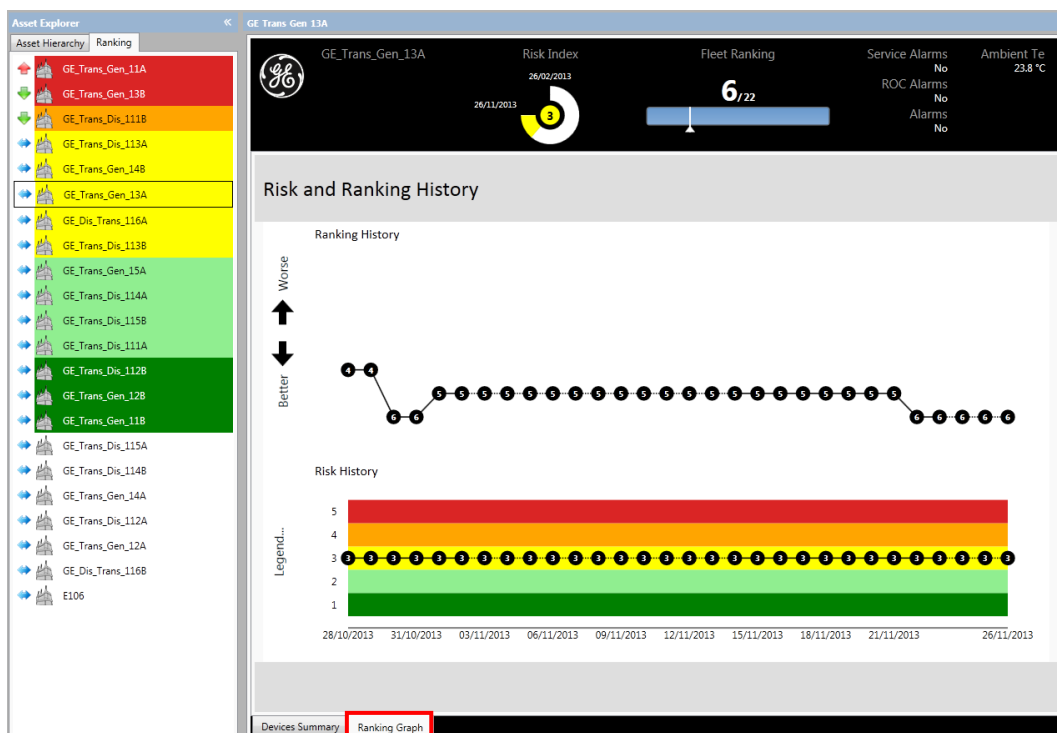 Asset Explorer «
Asset Hierarchy Ranking
GE_Trans_Gen_11A
GE_Trans_Gen_13B
GE_Trans_Dis_111B
GE_Trans_Dis_113A
GE_Trans_Gen_14B
GE_Trans_Gen_13A
GE_Dis_Trans_116A
GE_Trans_Dis_113B
GE_Trans_Gen_15A
GE_Trans_Dis_114A
GE_Trans_Dis_115B
GE_Trans_Dis_111A
GE_Trans_Dis_112B
GE_Trans_Gen_12B
GE_Trans_Gen_11B
GE_Trans_Dis_115A
GE_Trans_Dis_114B
GE_Trans_Gen_14A
GE_Trans_Dis_112A
GE_Trans_Gen_12A
GE_Dis_Trans_116B
E106
GE Trans Gen 13A
GE
GE_Trans_Gen_13A
Risk Index
26/02/2013
26/11/2013
3
Fleet Ranking
6/22
Service Alarms
No
ROC Alarms
No
Alarms
No
Ambient Te
23.8 °C
Risk and Ranking History
Ranking History
Worse
Better
4 4 6 6 5 5 5 5 5 5 5 5 5 5 5 5 5 5 5 5 5 5 5 5 5 6 6 6 6 6
Risk History
Legend...
5
4
3 3 3 3 3 3 3 3 3 3 3 3 3 3 3 3 3 3 3 3 3 3 3 3 3 3 3 3 3 3 3
2
1
28/10/2013 31/10/2013 03/11/2013 06/11/2013 09/11/2013 12/11/2013 15/11/2013 18/11/2013 21/11/2013 26/11/2013
Devices Summary Ranking Graph